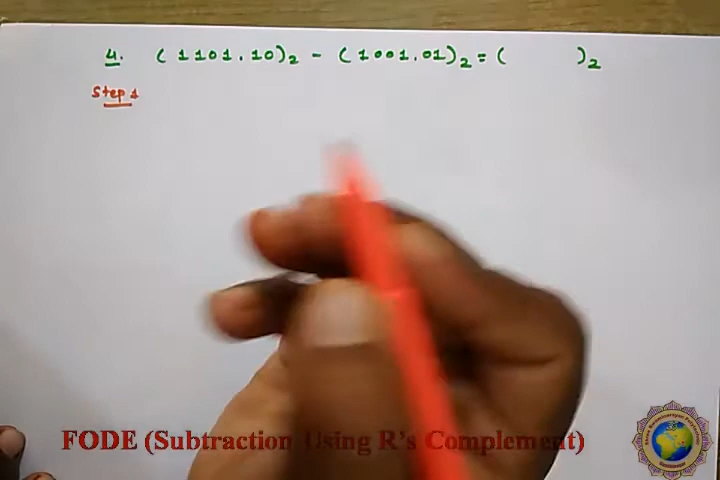 4. (1101.10)2 - (1001.01)2 = (      )2
Step 1
FODE (Subtraction Using R's Complement)